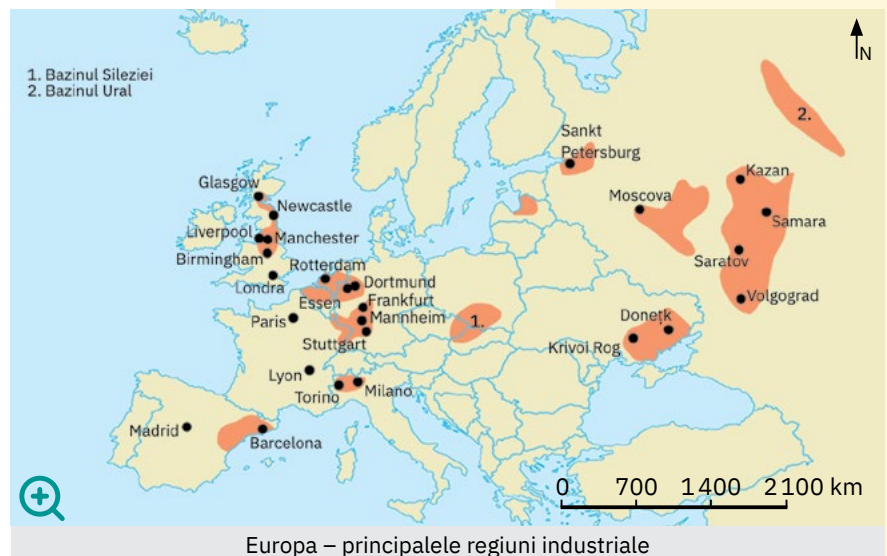 N
1. Bazinul Sileziei
2. Bazinul Ural
2.
Sankt
Petersburg
Kazan
Glasgow
Moscova
Newcastle
Samara
Liverpool
Manchester
Birmingham
Saratov
Rotterdam
Londra
Dortmund
Volgograd
Essen
Frankfurt
Paris
Mannheim
1.
Donețk
Stuttgart
Krivoi Rog
Lyon
Torino
Milano
Madrid
Barcelona
0 700 1 400 2 100 km
Europa – principalele regiuni industriale